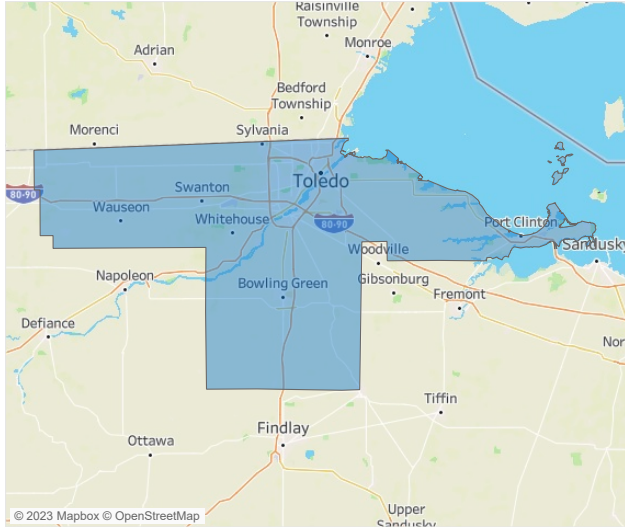 Raisinville
Township
Adrian
Monroe
Bedford
Township
Morenci
Sylvania
Toledo
80-90
Swanton
Wauseon
Whitehouse
80-90
Port Clinton
Woodville
Sandusky
Napoleon
Bowling Green
Gibsonburg
Fremont
Defiance
Nor
Tiffin
Findlay
Ottawa
Upper
Sandusky
© 2023 Mapbox © OpenStreetMap